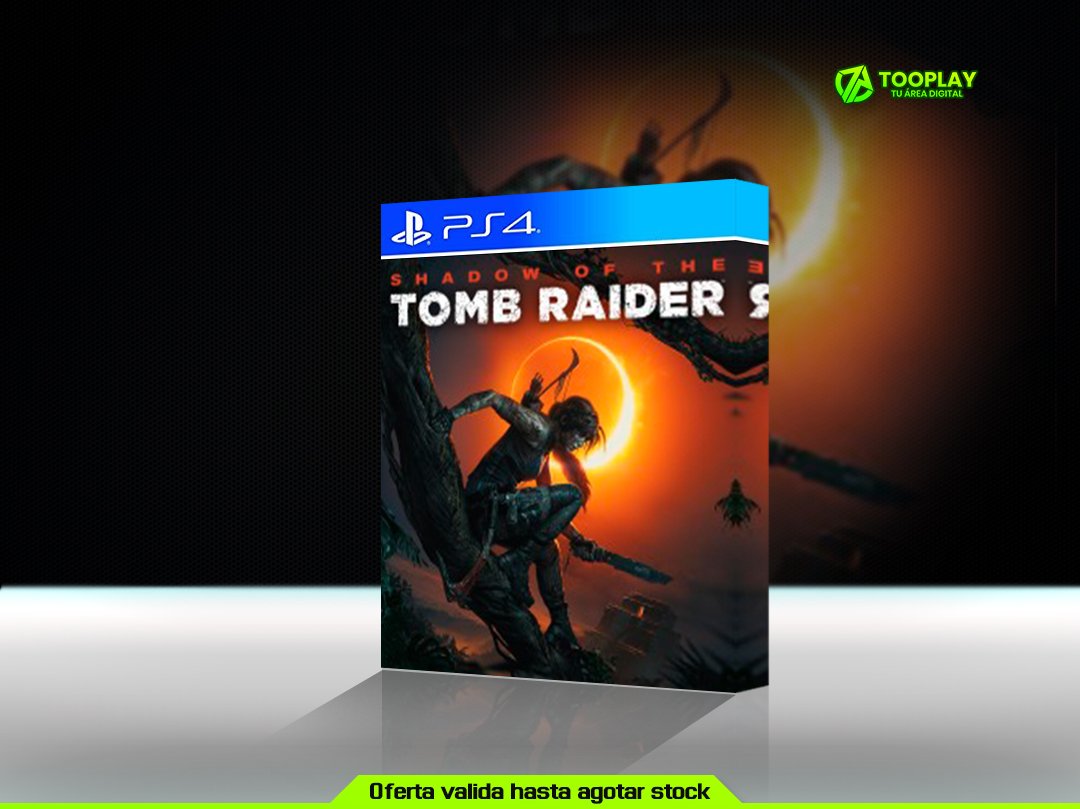 TOOPLAY
TU ÁREA DIGITAL
PS4
SHADOW OF THE
TOMB RAIDER
Oferta valida hasta agotar stock